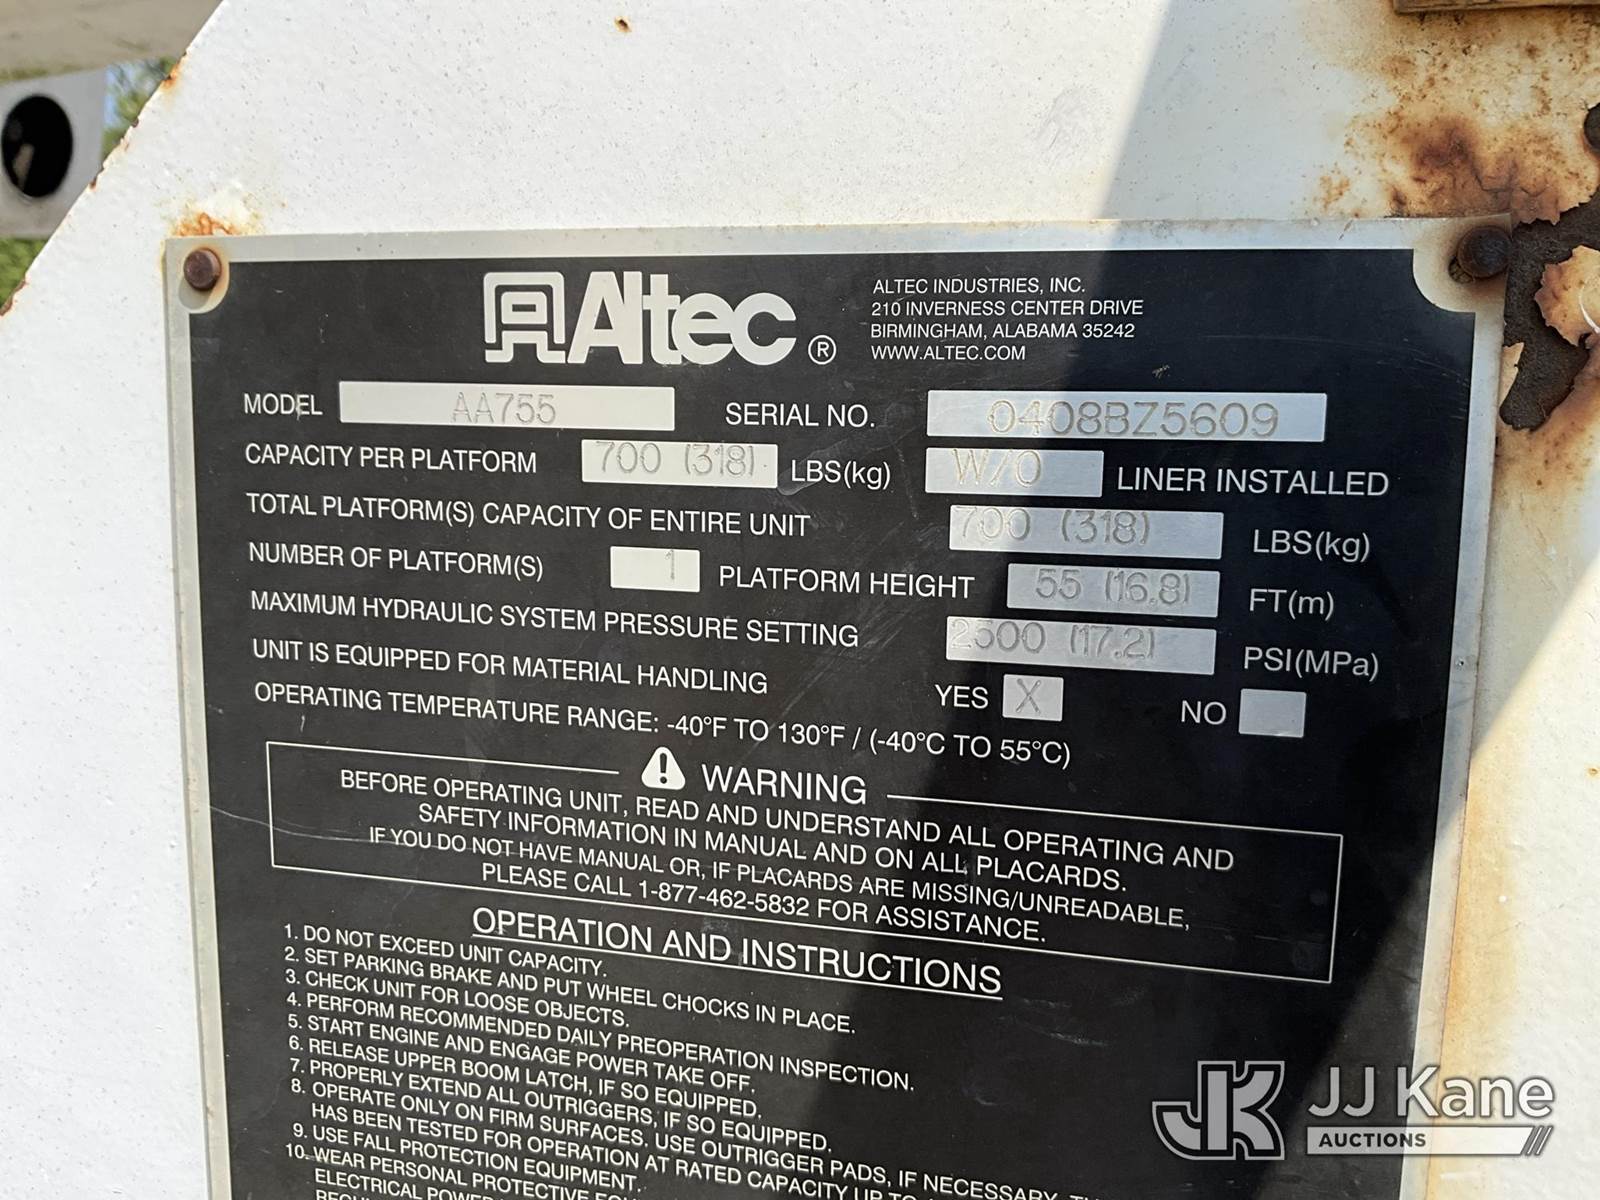 Altec®
ALTEC INDUSTRIES, INC.
210 INVERNESS CENTER DRIVE
BIRMINGHAM, ALABAMA 35242
WWW.ALTEC.COM
MODEL AA755 SERIAL NO. 0408BZ5609
CAPACITY PER PLATFORM 700 (318) LBS(kg) W/O LINER INSTALLED
TOTAL PLATFORM(S) CAPACITY OF ENTIRE UNIT 700 (318) LBS(kg)
NUMBER OF PLATFORM(S) 1 PLATFORM HEIGHT 55 (16.8) FT(m)
MAXIMUM HYDRAULIC SYSTEM PRESSURE SETTING 2500 (17.2) PSI(MPa)
UNIT IS EQUIPPED FOR MATERIAL HANDLING YES X NO
OPERATING TEMPERATURE RANGE: -40°F TO 130°F / (-40°C TO 55°C)
WARNING
BEFORE OPERATING UNIT, READ AND UNDERSTAND ALL OPERATING AND
SAFETY INFORMATION IN MANUAL AND ON ALL PLACARDS.
IF YOU DO NOT HAVE MANUAL OR, IF PLACARDS ARE MISSING/UNREADABLE,
PLEASE CALL 1-877-462-5832 FOR ASSISTANCE.
OPERATION AND INSTRUCTIONS
1. DO NOT EXCEED UNIT CAPACITY.
2. SET PARKING BRAKE AND PUT WHEEL CHOCKS IN PLACE.
3. CHECK UNIT FOR LOOSE OBJECTS.
4. PERFORM RECOMMENDED DAILY PREOPERATION INSPECTION.
5. START ENGINE AND ENGAGE POWER TAKE OFF.
6. RELEASE UPPER BOOM LATCH, IF SO EQUIPPED.
7. PROPERLY EXTEND ALL OUTRIGGERS, IF SO EQUIPPED.
8. OPERATE ONLY ON FIRM SURFACES. USE OUTRIGGER PADS, IF NECESSARY.
HAS BEEN TESTED FOR OPERATION AT RATED CAPACITY UP TO
9. USE FALL PROTECTION EQUIPMENT.
10. WEAR PERSONAL PROTECTIVE
ELECTRICAL
JJ Kane
AUCTIONS